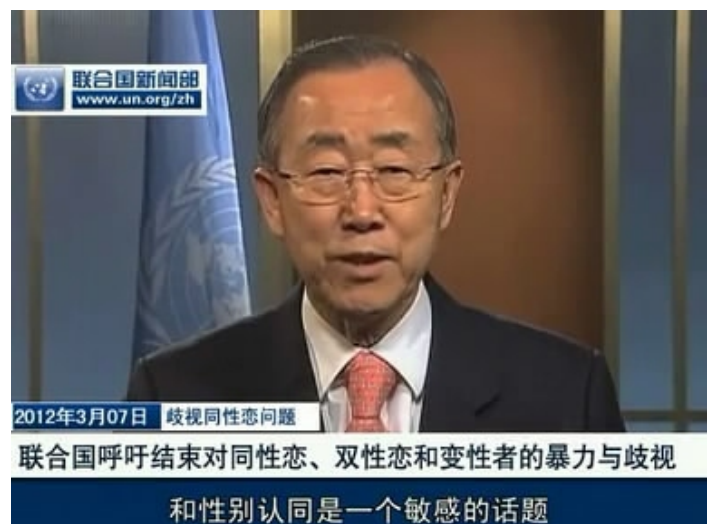 联合国新闻部
www.un.org/zh
2012年3月07日 歧视同性恋问题
联合国呼吁结束对同性恋、双性恋和变性者的暴力与歧视
和性别认同是一个敏感的话题